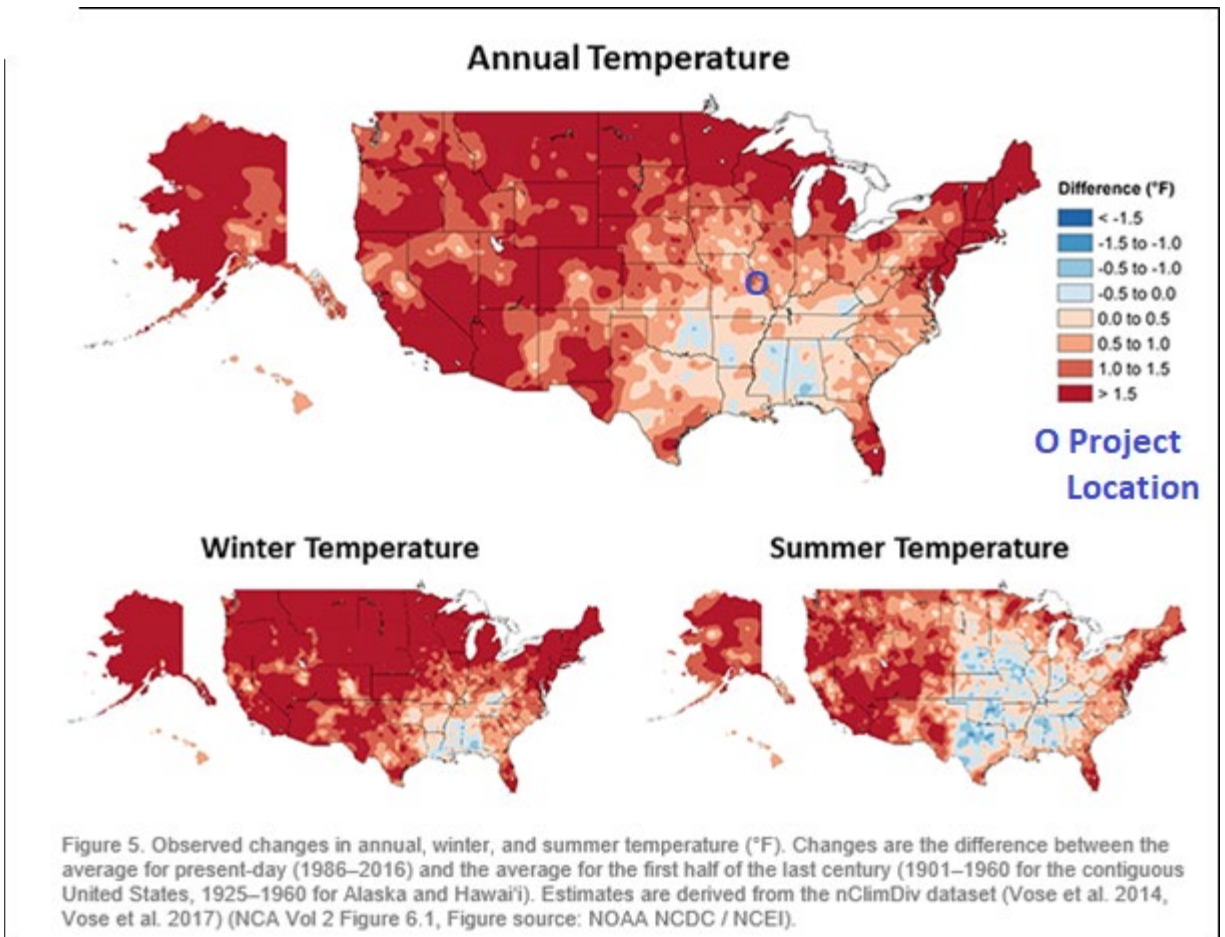 Annual Temperature
Difference (°F)
< -1.5
-1.5 to -1.0
-0.5 to -1.0
-0.5 to 0.0
0.0 to 0.5
0.5 to 1.0
1.0 to 1.5
> 1.5
O Project
Location
Winter Temperature
Summer Temperature
Figure 5. Observed changes in annual, winter, and summer temperature (°F). Changes are the difference between the
average for present-day (1986–2016) and the average for the first half of the last century (1901–1960 for the contiguous
United States, 1925–1960 for Alaska and Hawai'i). Estimates are derived from the nClimDiv dataset (Vose et al. 2014,
Vose et al. 2017) (NCA Vol 2 Figure 6.1, Figure source: NOAA NCDC / NCEI).